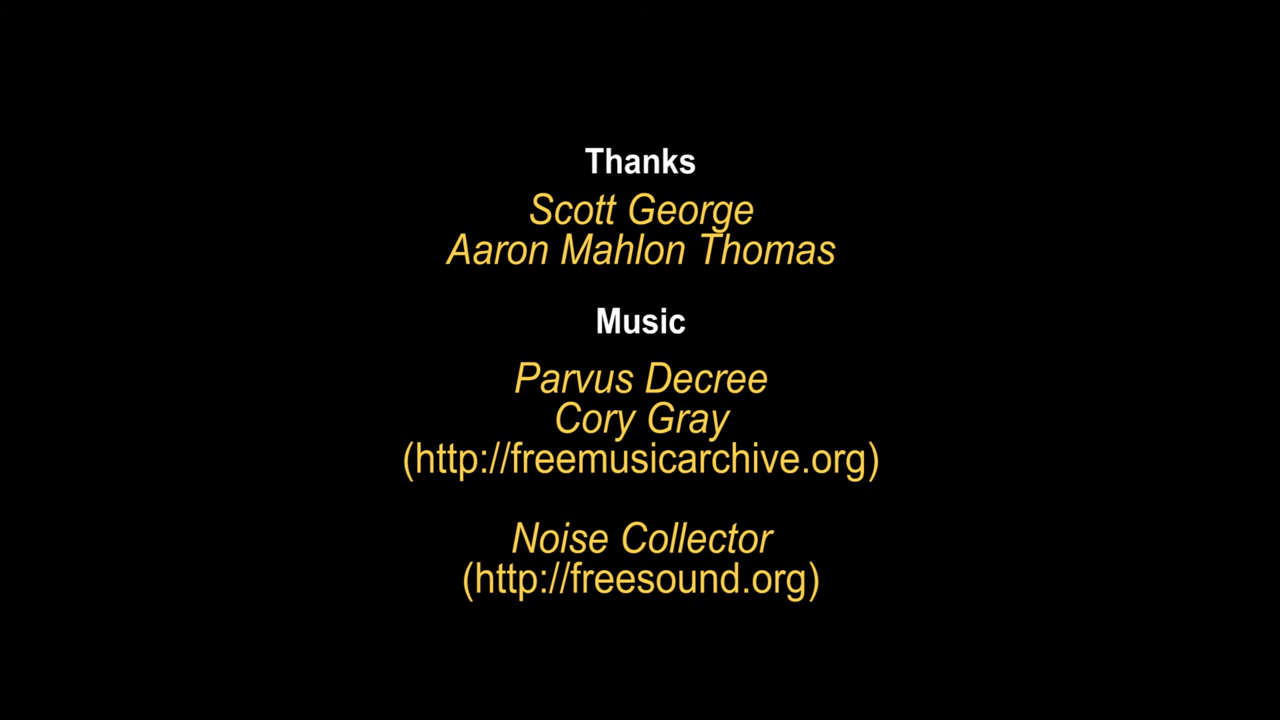 Thanks
Scott George
Aaron Mahlon Thomas
Music
Parvus Decree
Cory Gray
(http://freemusicarchive.org)
Noise Collector
(http://freesound.org)